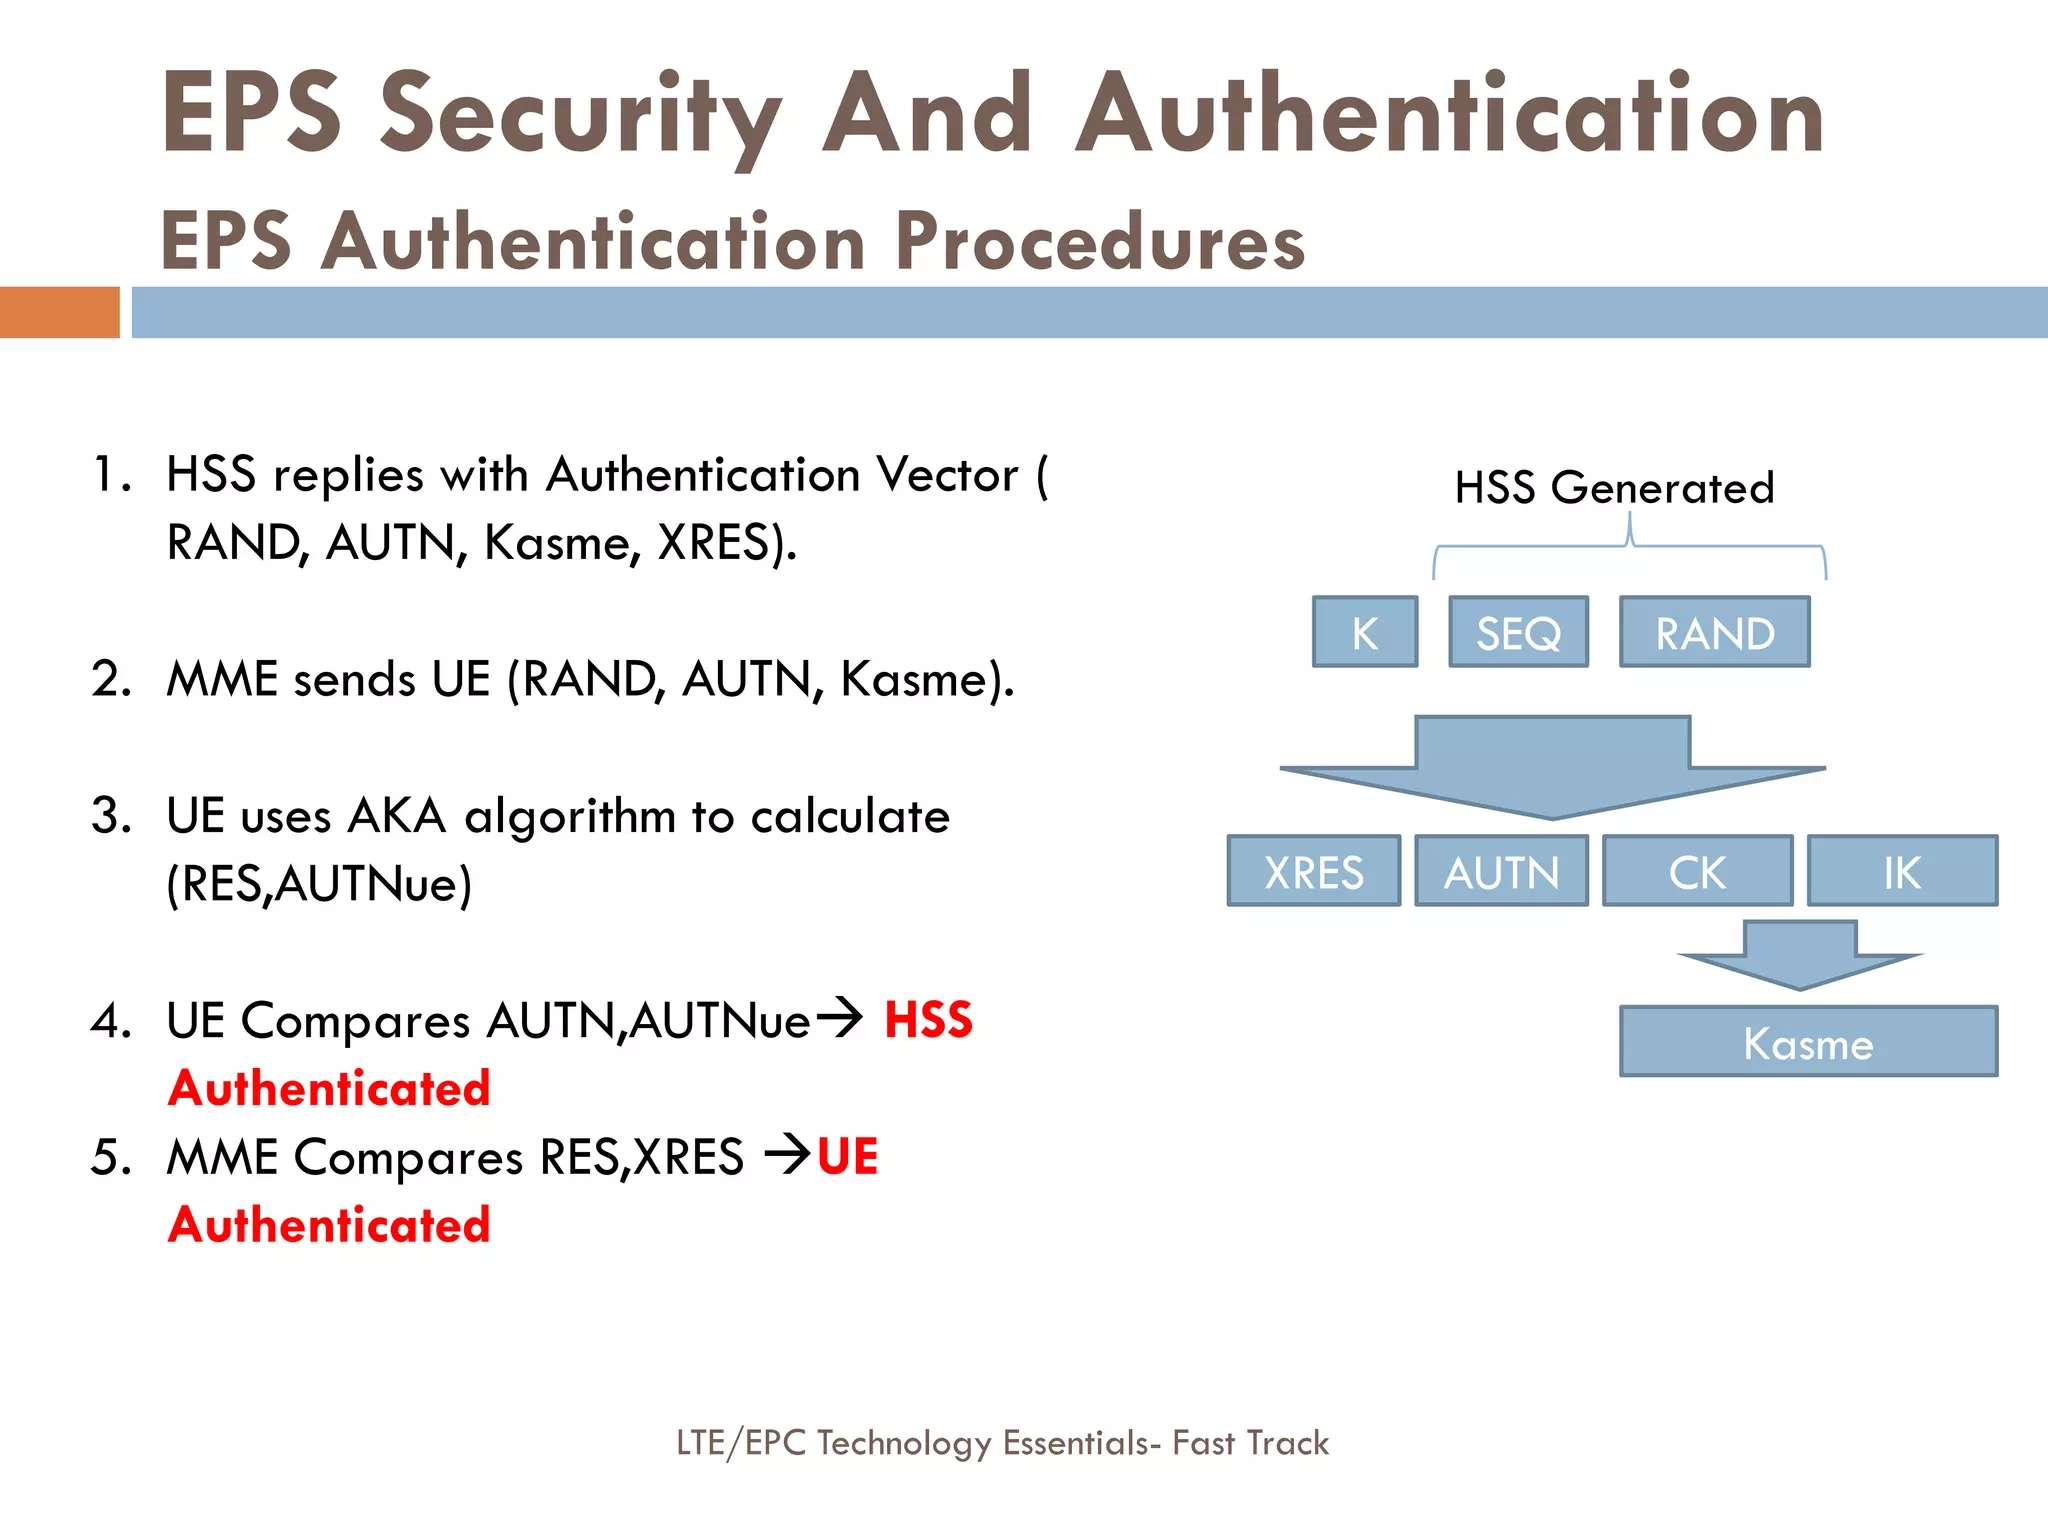 EPS Security And Authentication
EPS Authentication Procedures
1. HSS replies with Authentication Vector (
RAND, AUTN, Kasme, XRES).
2. MME sends UE (RAND, AUTN, Kasme).
3. UE uses AKA algorithm to calculate
(RES,AUTNue)
4. UE Compares AUTN,AUTNue→ HSS
Authenticated
5. MME Compares RES,XRES →UE
Authenticated
HSS Generated
K SEQ RAND
XRES AUTN CK IK
Kasme
LTE/EPC Technology Essentials- Fast Track